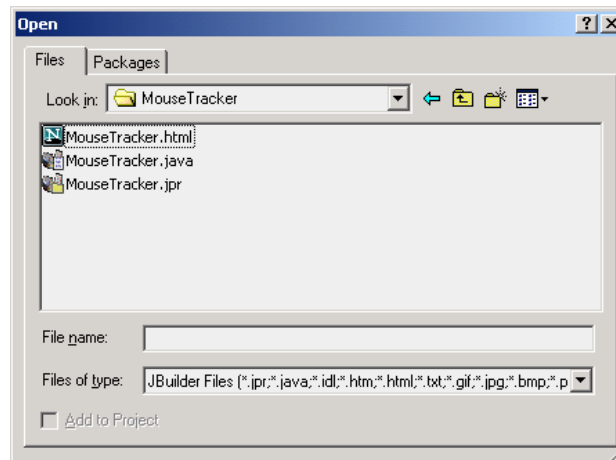 Open
Files Packages
Look in: MouseTracker
MouseTracker.html
MouseTracker.java
MouseTracker.jpr
File name:
Files of type: JBuilder Files (*.jpr;*.java;*.idl;*.htm;*.html;*.txt;*.gif;*.jpg;*.bmp;*.p
Add to Project